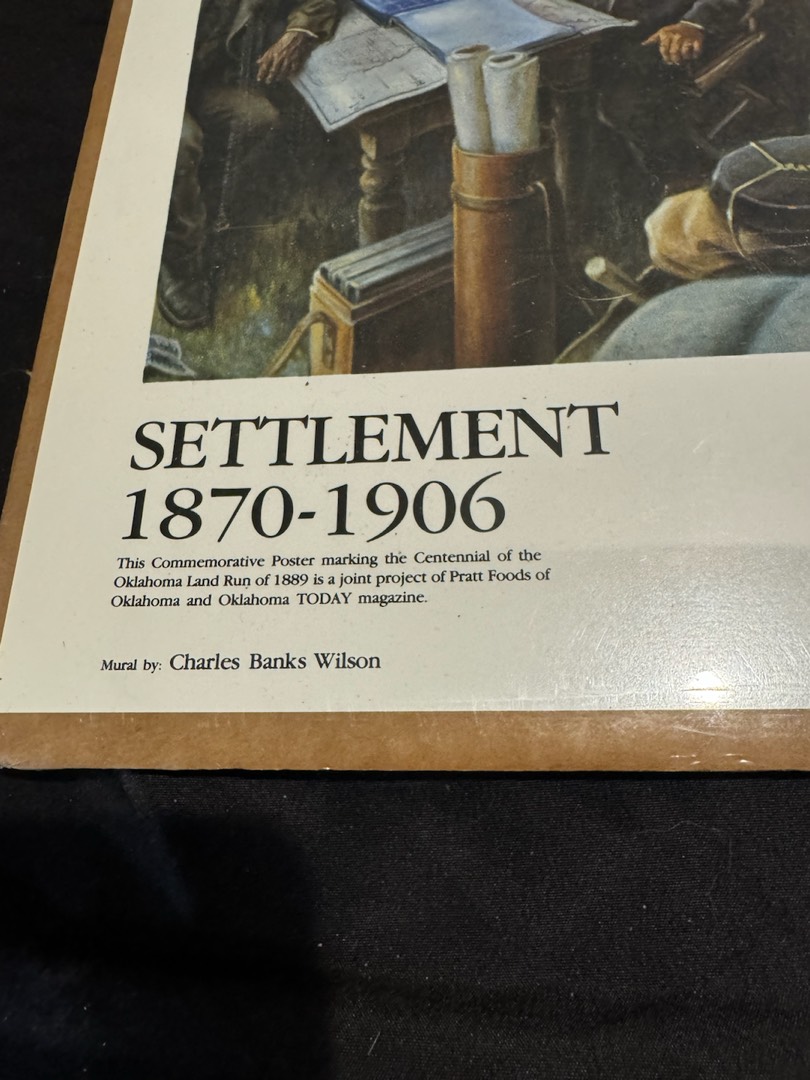 SETTLEMENT
1870-1906
This Commemorative Poster marking the Centennial of the
Oklahoma Land Run of 1889 is a joint project of Pratt Foods of
Oklahoma and Oklahoma TODAY magazine.
Mural by: Charles Banks Wilson